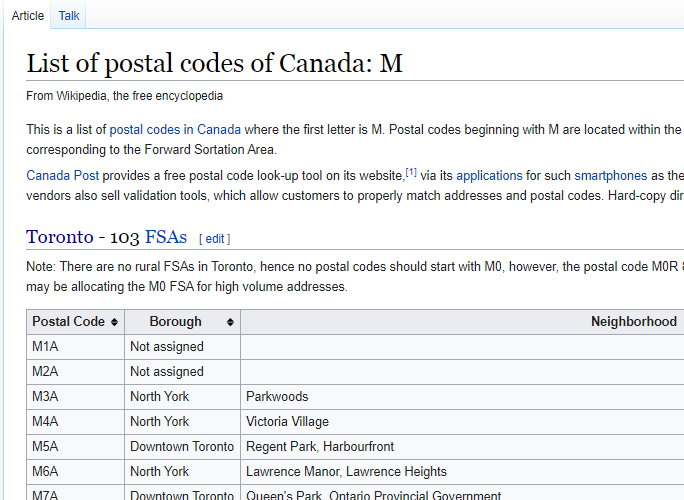 Article Talk
List of postal codes of Canada: M
From Wikipedia, the free encyclopedia
This is a list of postal codes in Canada where the first letter is M. Postal codes beginning with M are located within the
corresponding to the Forward Sortation Area.
Canada Post provides a free postal code look-up tool on its website,[1] via its applications for such smartphones as the
vendors also sell validation tools, which allow customers to properly match addresses and postal codes. Hard-copy dir
Toronto - 103 FSAs [ edit ]
Note: There are no rural FSAs in Toronto, hence no postal codes should start with M0, however, the postal code M0R
may be allocating the M0 FSA for high volume addresses.
Postal Code Borough Neighborhood
M1A Not assigned
M2A Not assigned
M3A North York Parkwoods
M4A North York Victoria Village
M5A Downtown Toronto Regent Park, Harbourfront
M6A North York Lawrence Manor, Lawrence Heights
M7A Downtown Toronto Queen's Park, Ontario Provincial Government